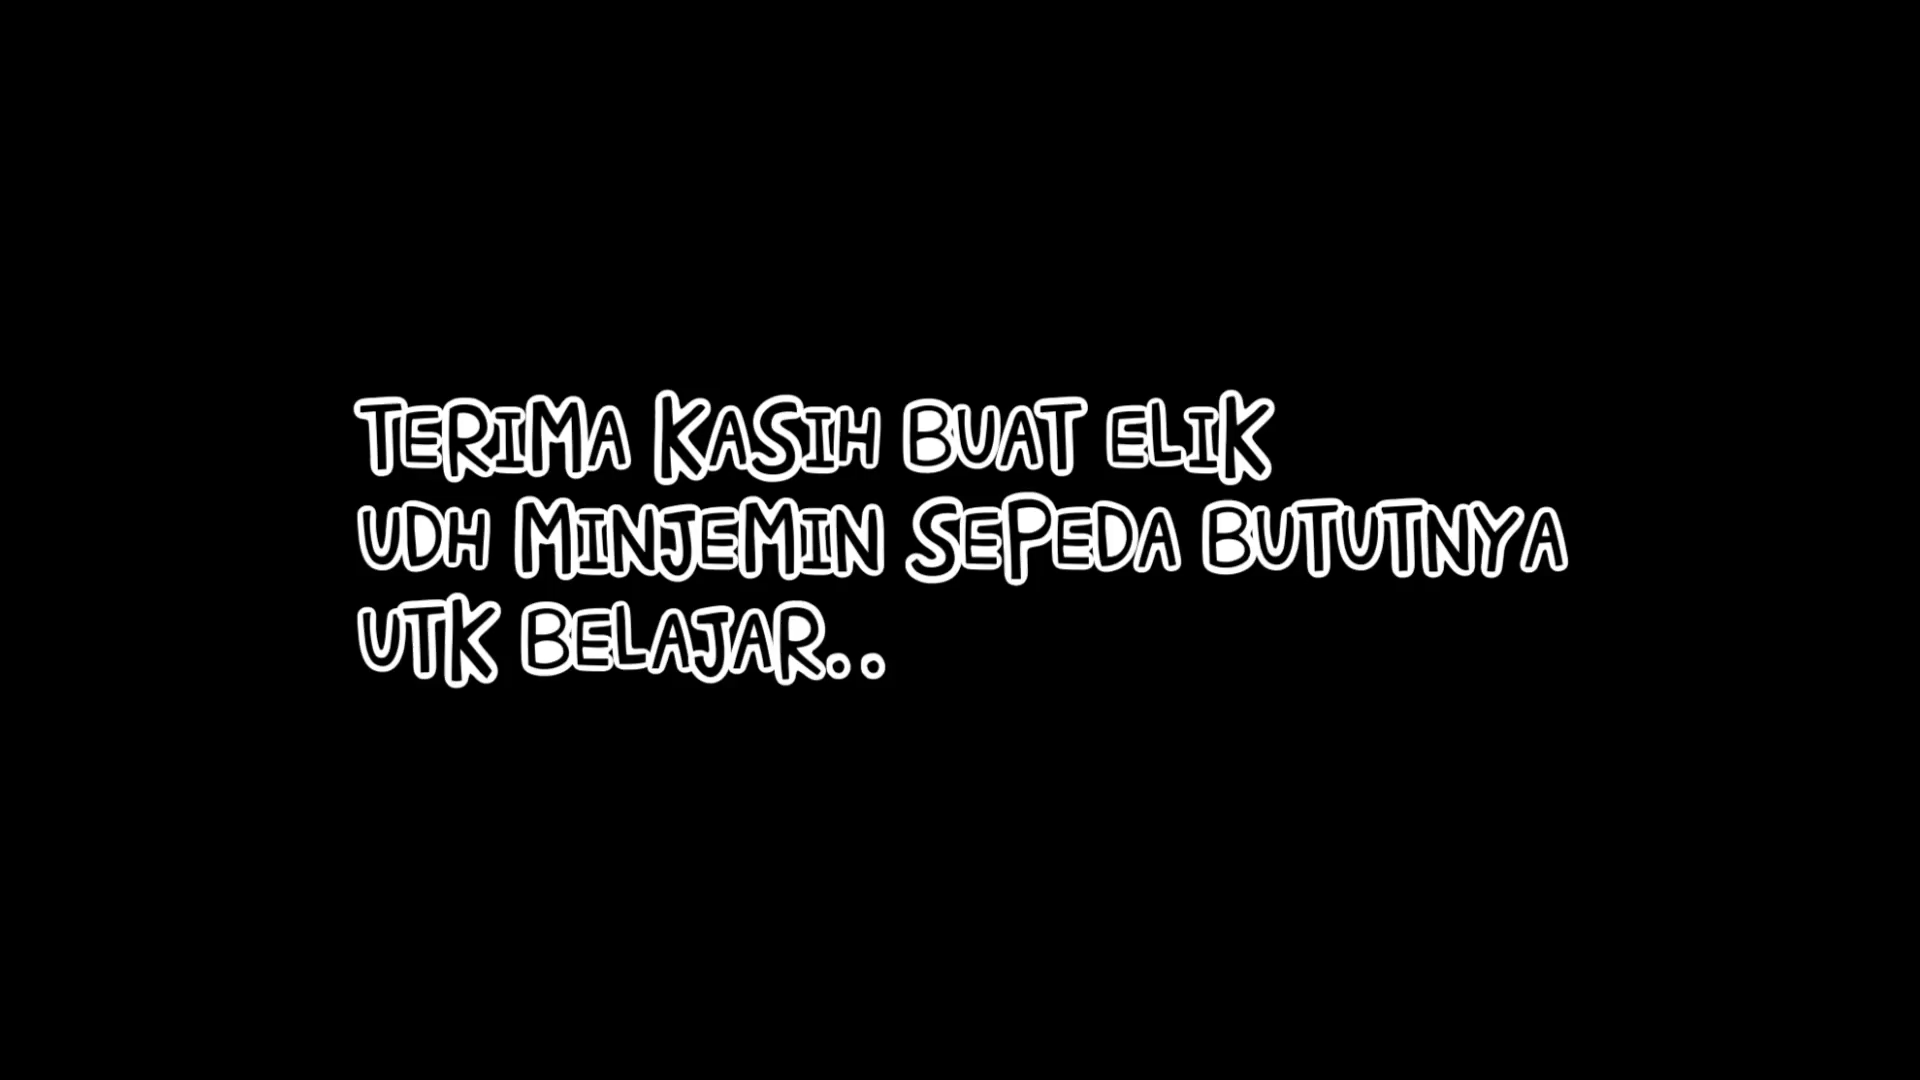 TERIMA KASIH BUAT ELIK
UDH MINJEMIN SEPEDA BUTUTNYA
UTK BELAJAR..